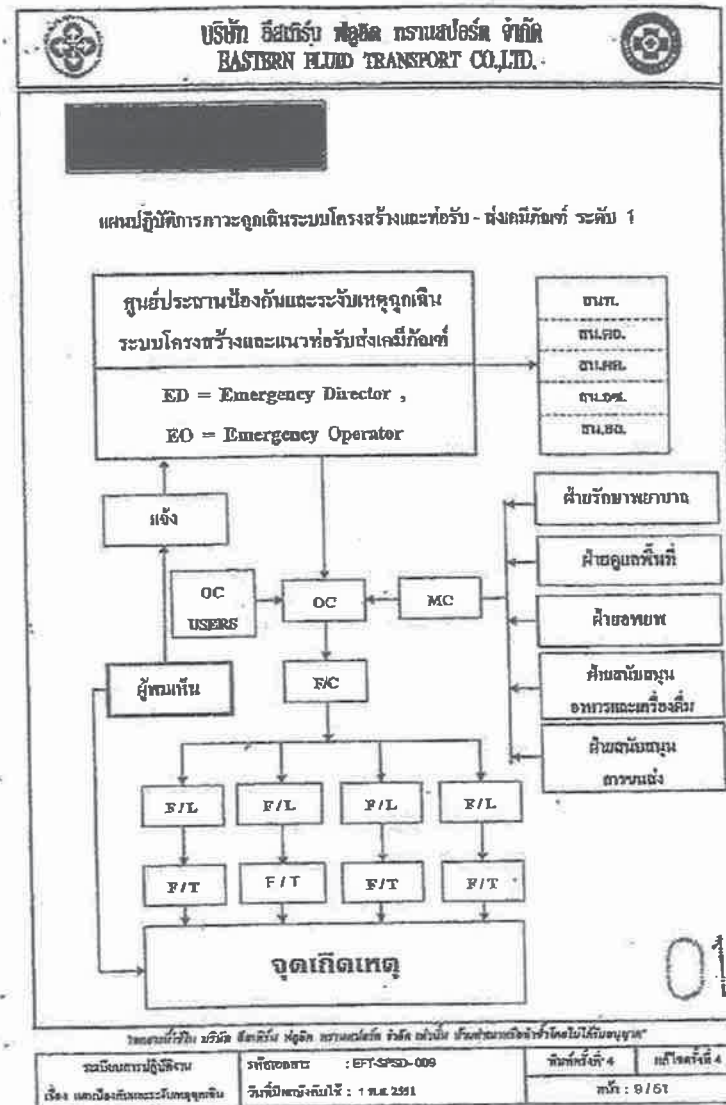 บริษัท อีสเทิร์น ฟลูอิด ทรานสปอร์ต จำกัด
EASTERN FLUID TRANSPORT CO.,LTD.
แผนปฏิบัติการภาวะฉุกเฉินระบบโครงสร้างและท่อรับ - ส่งเคมีภัณฑ์ ระดับ 1
ศูนย์ประสานป้องกันและระงับเหตุฉุกเฉิน
ระบบโครงสร้างและแนวท่อรับส่งเคมีภัณฑ์
ED = Emergency Director ,
EO = Emergency Operator
แจ้ง
ฝ่ายรักษาพยาบาล
ฝ่ายดูแลพื้นที่
OC
USERS
OC
MC
ฝ่ายอพยพ
ผู้พบเห็น
F/C
ฝ่ายสนับสนุน
อาหารและเครื่องดื่ม
ฝ่ายสนับสนุน
การขนส่ง
F/L
F/L
F/L
F/L
F/T
F/T
F/T
F/T
จุดเกิดเหตุ
ระเบียบการปฏิบัติงาน
เรื่อง แผนป้องกันและระงับเหตุฉุกเฉิน
รหัสเอกสาร : EFT-SPSD-009
วันที่มีผลบังคับใช้ : 1 พ.ค. 2551
พิมพ์ครั้งที่ 4
แก้ไขครั้งที่ 4
หน้า : 9/51